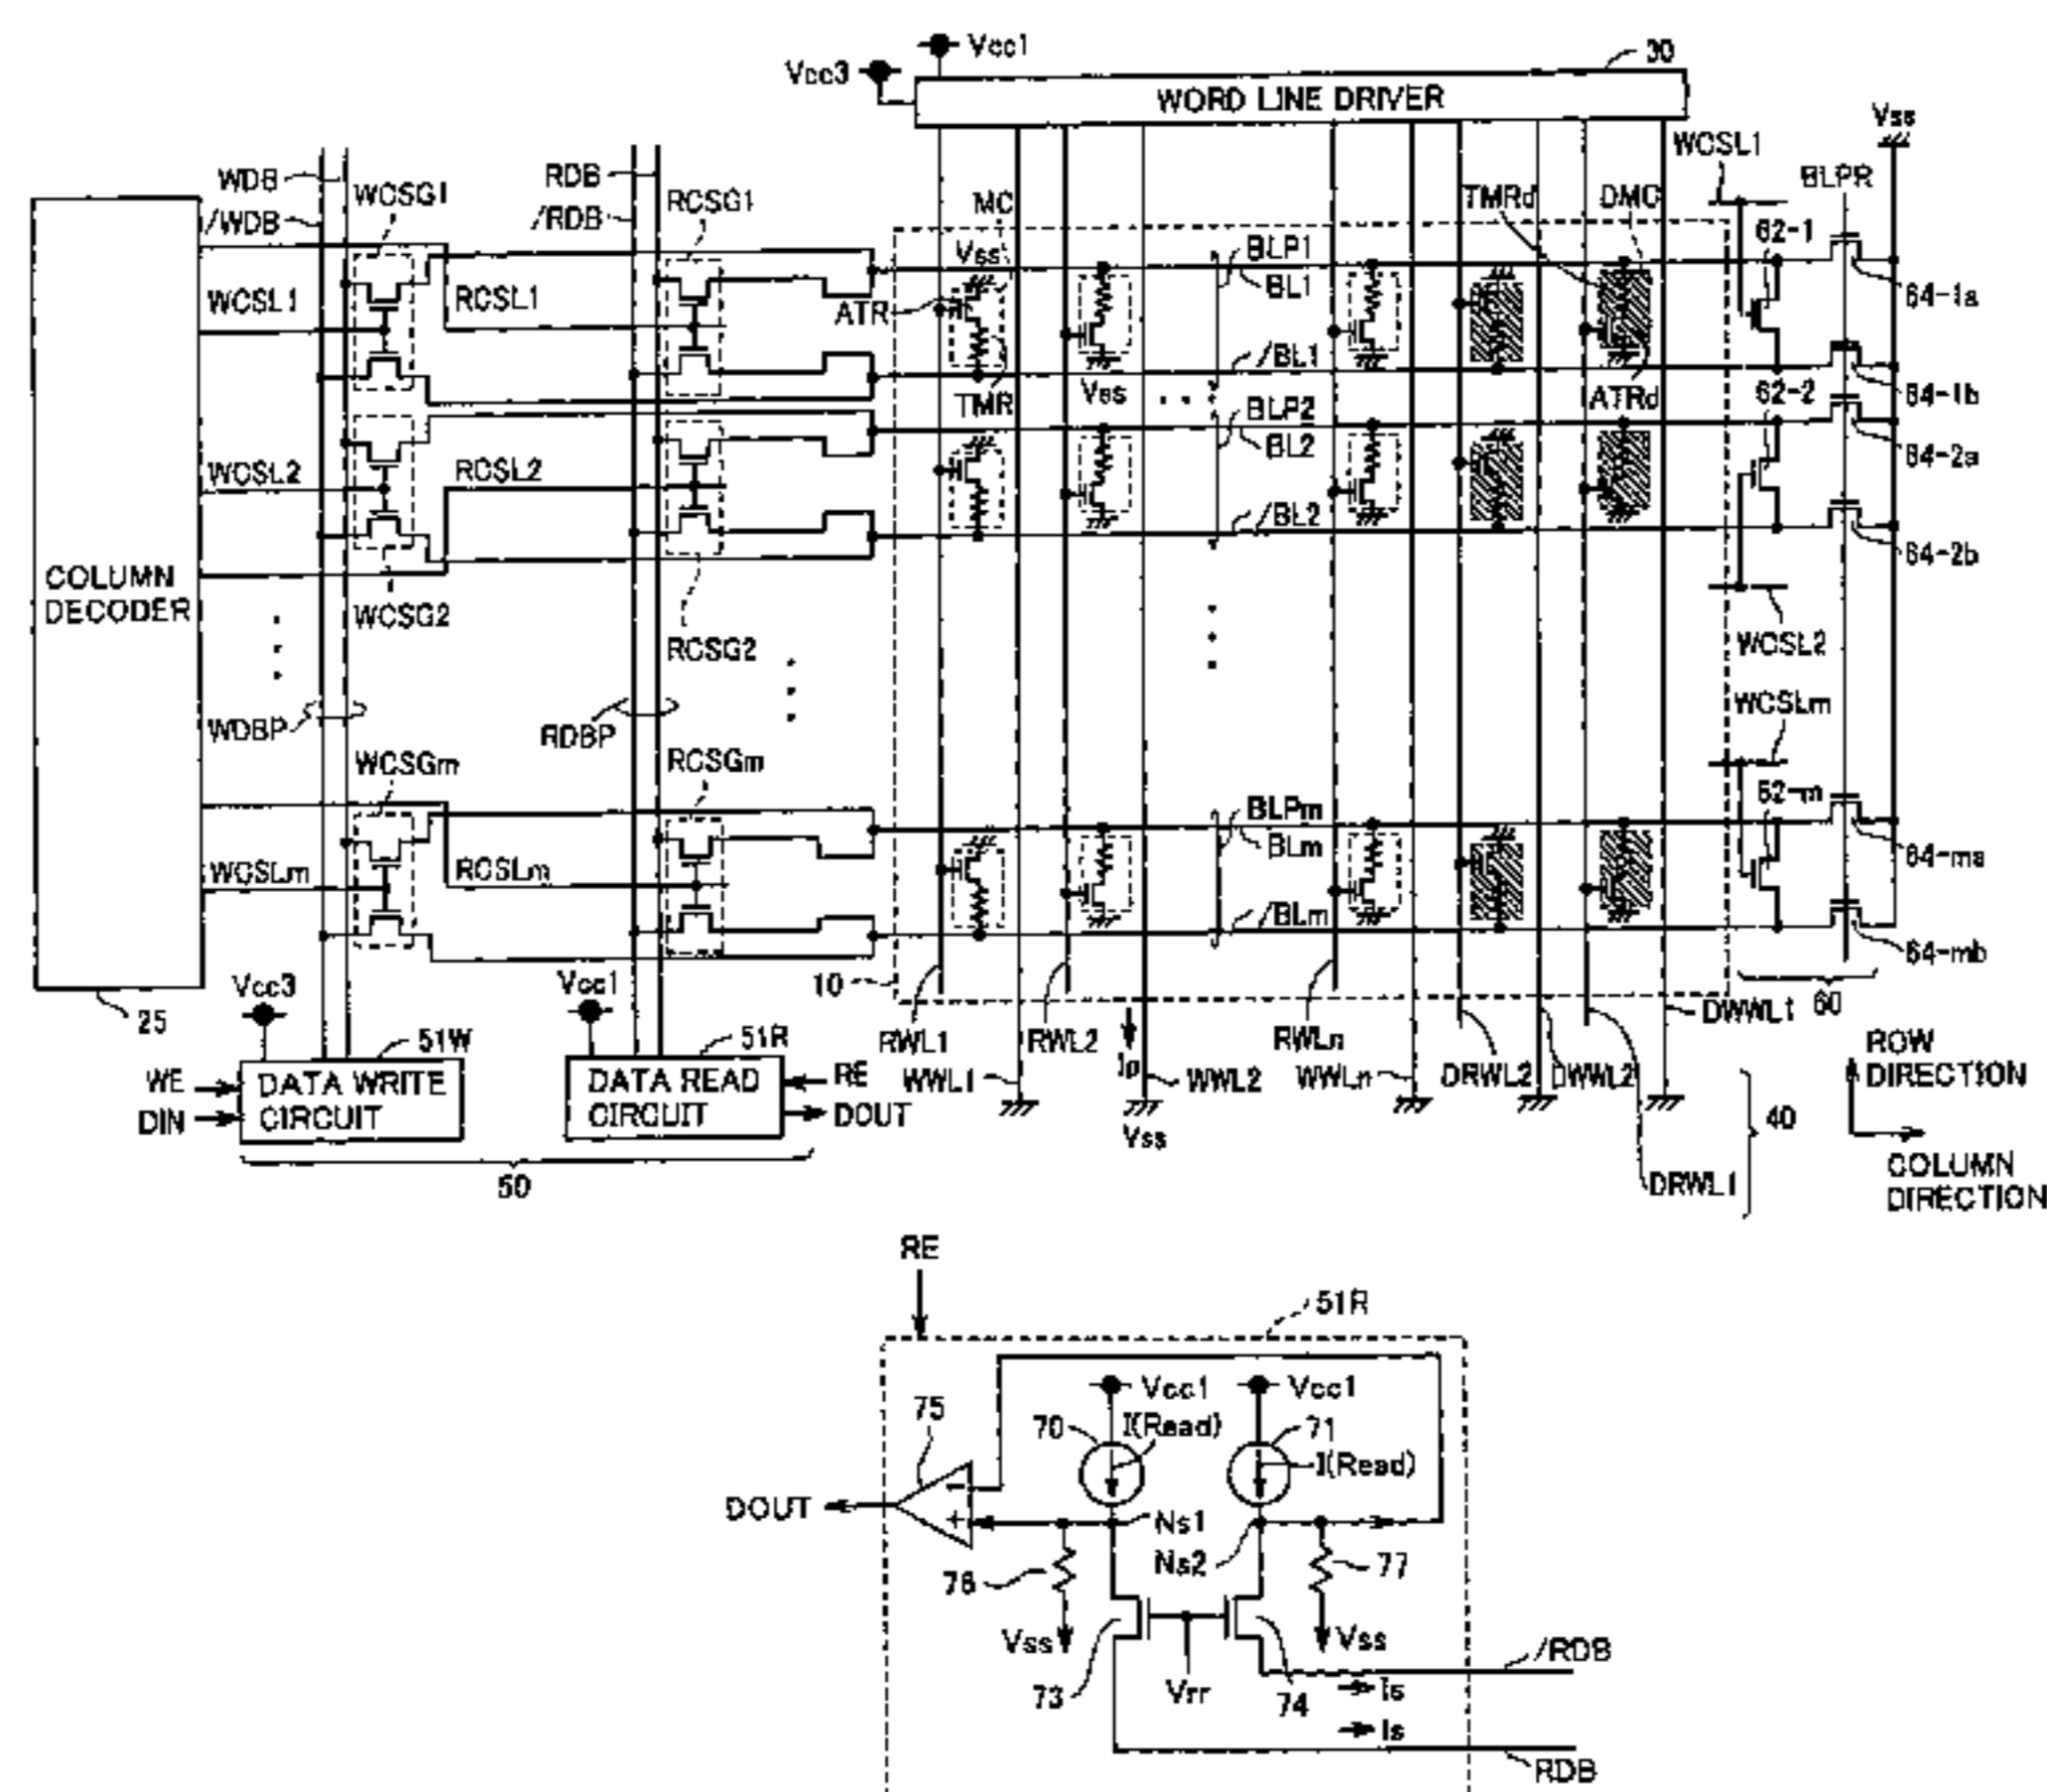 Vcc1
Vcc3
30
WORD LINE DRIVER
Vss
WDB
/WDB
WCSG1
RDB
/RDB
RCSG1
MC
TMRd
DMC
WCSL1
BLPR
62-1
Vss
BLP1
BL1
ATR
64-1a
WCSL1
RCSL1
/BL1
TMR
Vss
ATRd
62-2
64-1b
BLP2
BL2
64-2a
WCSL2
RCSL2
/BL2
64-2b
COLUMN
DECODER
WCSG2
RCSG2
WCSL2
WDBP
RDBP
WCSLm
WCSGm
RCSGm
62-m
BLPm
BLm
64-ma
WCSLm
RCSLm
/BLm
64-mb
10
60
Vcc3
Vcc1
25
51W
51R
RWL1
RWL2
RWLn
DWWL1
WE
DATA WRITE
CIRCUIT
DIN
DATA READ
CIRCUIT
RE
DOUT
WWL1
Ip
WWL2
WWLn
DRWL2
DWWL2
ROW
DIRECTION
Vss
40
50
DRWL1
COLUMN
DIRECTION
RE
51R
75
Vcc1
Vcc1
70
I(Read)
71
I(Read)
DOUT
-
+
Ns1
Ns2
76
77
Vss
Vss
/RDB
73
Vrr
74
Is
Is
RDB